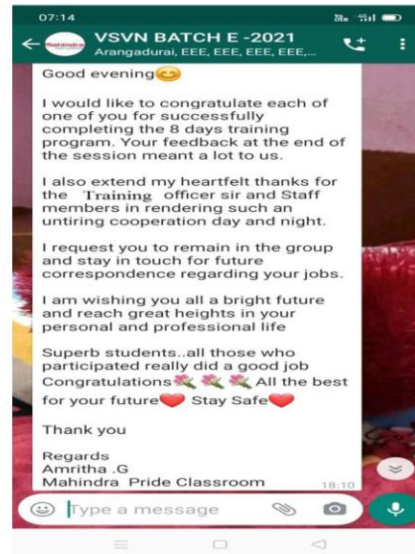 07:14
VSVN BATCH E -2021
Mahindra
Arangadurai, EEE, EEE, EEE, EEE,...
Good evening😊
I would like to congratulate each of
one of you for successfully
completing the 8 days training
program. Your feedback at the end of
the session meant a lot to us.
I also extend my heartfelt thanks for
the Training officer sir and Staff
members in rendering such an
untiring cooperation day and night.
I request you to remain in the group
and stay in touch for future
correspondence regarding your jobs.
I am wishing you all a bright future
and reach great heights in your
personal and professional life
Superb students..all those who
participated really did a good job
Congratulations💐💐💐 All the best
for your future❤️ Stay Safe❤️
Thank you
Regards
Amritha .G
Mahindra Pride Classroom
18:10
Type a message